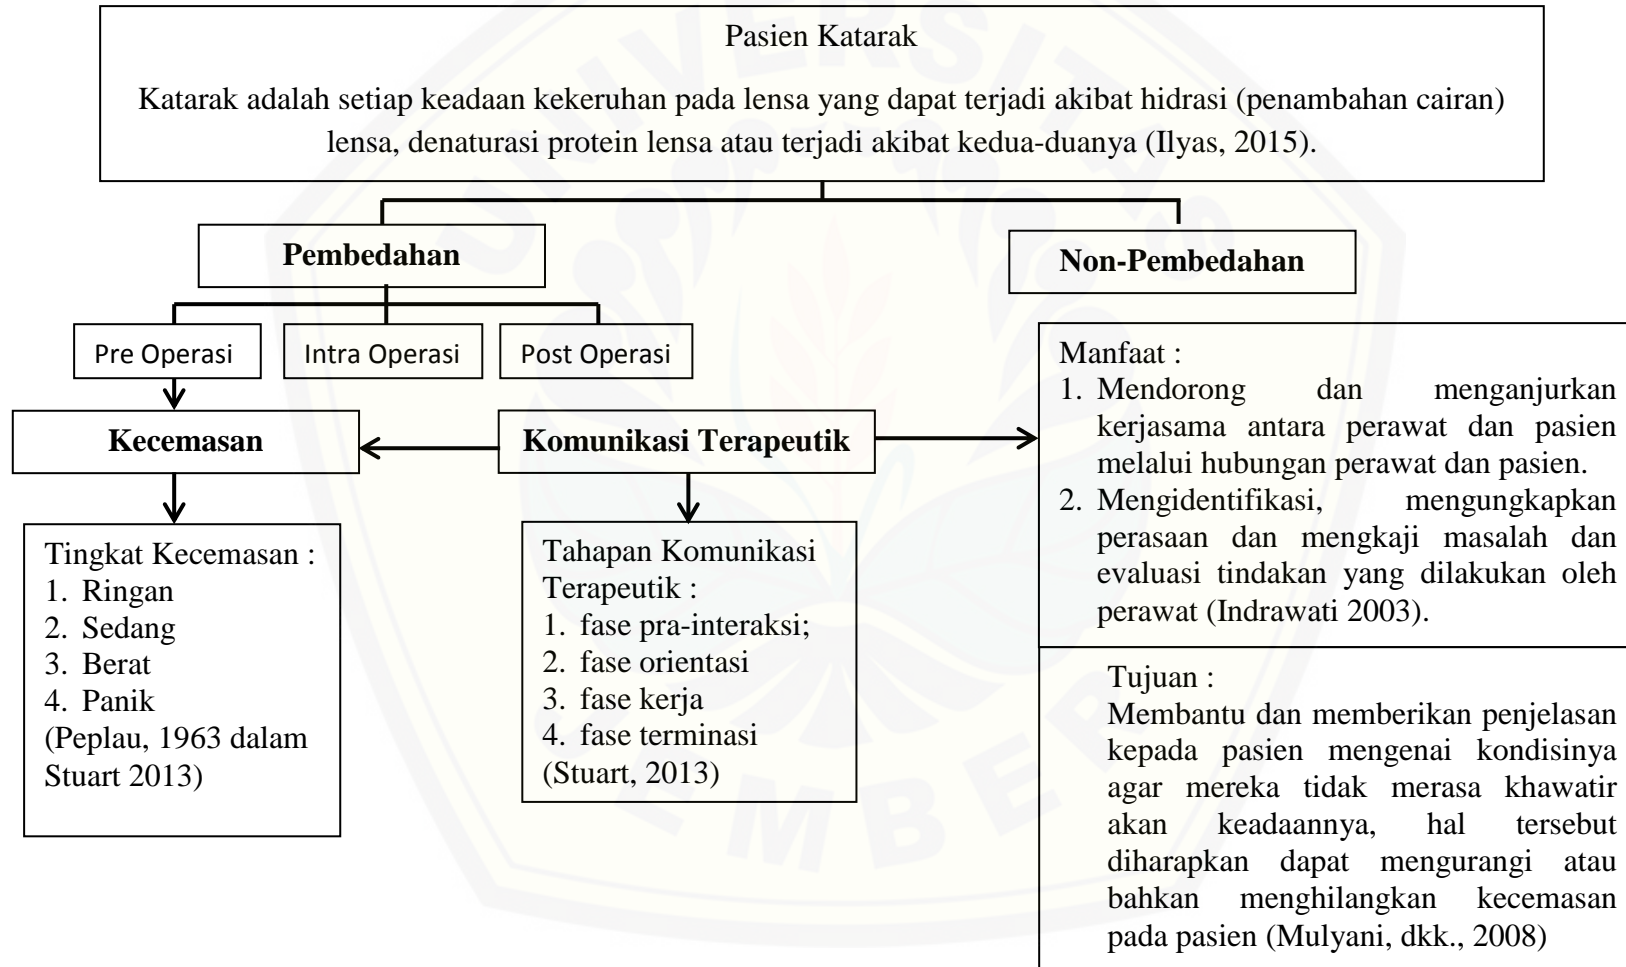 Pasien Katarak
Katarak adalah setiap keadaan kekeruhan pada lensa yang dapat terjadi akibat hidrasi (penambahan cairan)
lensa, denaturasi protein lensa atau terjadi akibat kedua-duanya (Ilyas, 2015).
Pembedahan
Non-Pembedahan
Pre Operasi
Intra Operasi
Post Operasi
Kecemasan
Komunikasi Terapeutik
Tingkat Kecemasan :
1. Ringan
2. Sedang
3. Berat
4. Panik
(Peplau, 1963 dalam
Stuart 2013)
Tahapan Komunikasi
Terapeutik :
1. fase pra-interaksi;
2. fase orientasi
3. fase kerja
4. fase terminasi
(Stuart, 2013)
Manfaat :
1. Mendorong dan menganjurkan
kerjasama antara perawat dan pasien
melalui hubungan perawat dan pasien.
2. Mengidentifikasi, mengungkapkan
perasaan dan mengkaji masalah dan
evaluasi tindakan yang dilakukan oleh
perawat (Indrawati 2003).
Tujuan :
Membantu dan memberikan penjelasan
kepada pasien mengenai kondisinya
agar mereka tidak merasa khawatir
akan keadaannya, hal tersebut
diharapkan dapat mengurangi atau
bahkan menghilangkan kecemasan
pada pasien (Mulyani, dkk., 2008)
UNIVERSITAS
EMBER